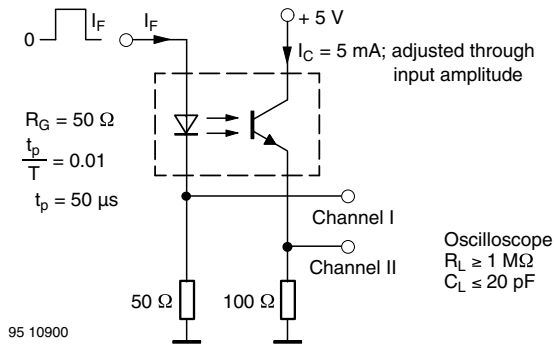 0
I_F
I_F
+ 5 V
I_C = 5 mA; adjusted through
input amplitude
R_G = 50 Ω
t_p
T
= 0.01
t_p = 50 µs
Channel I
Channel II
50 Ω
100 Ω
Oscilloscope
R_L ≥ 1 MΩ
C_L ≤ 20 pF
95 10900